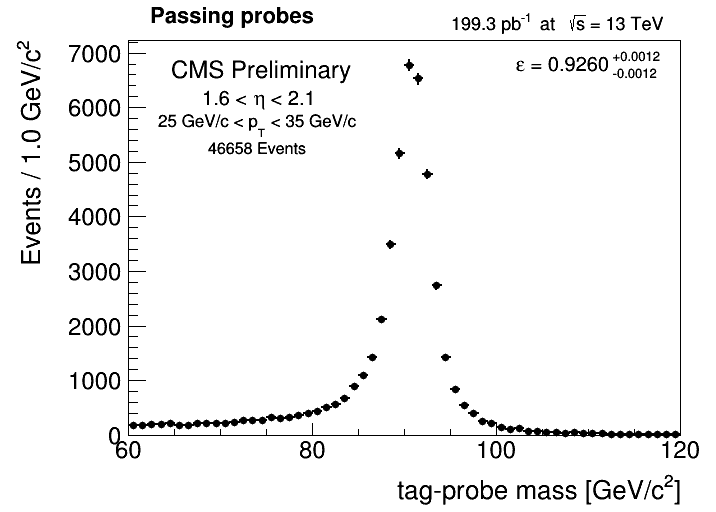 Passing probes
199.3 pb⁻¹ at √s = 13 TeV
CMS Preliminary
1.6 < η < 2.1
25 GeV/c < p_T < 35 GeV/c
46658 Events
ε = 0.9260 +0.0012 -0.0012
Events / 1.0 GeV/c²
7000
6000
5000
4000
3000
2000
1000
0
60 80 100 120
tag-probe mass [GeV/c²]